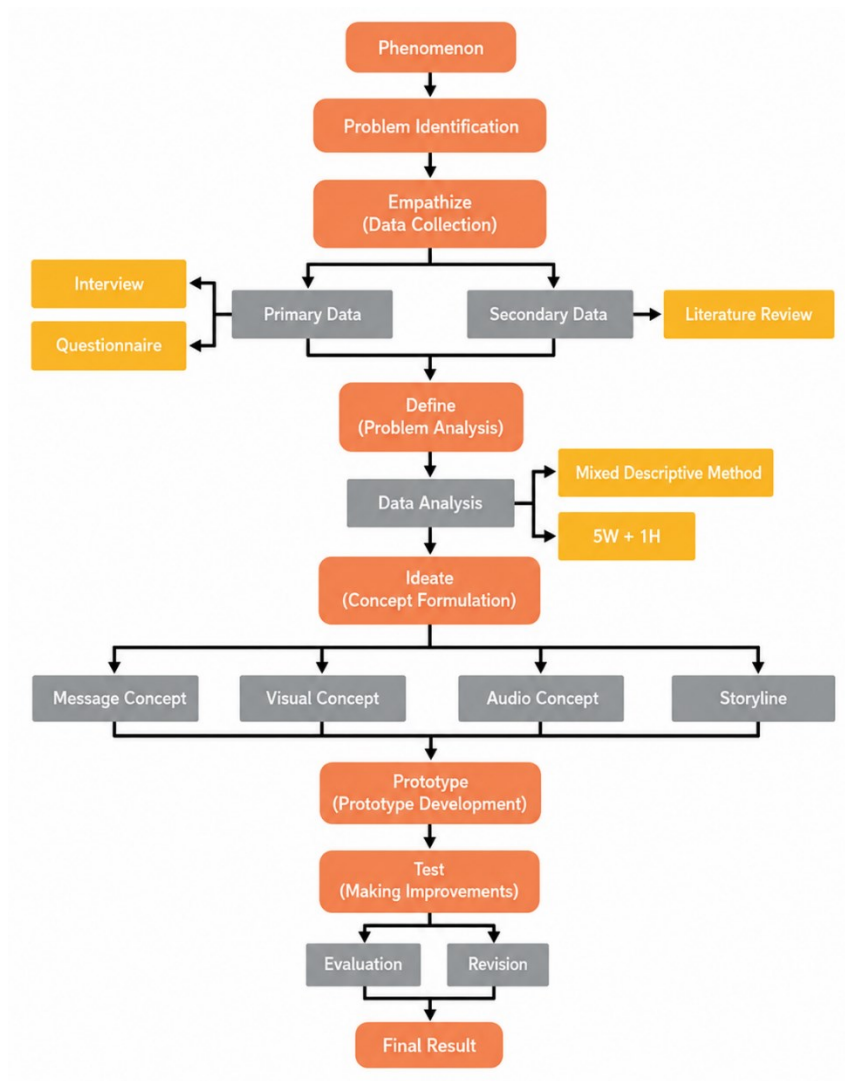 Phenomenon
Problem Identification
Empathize
(Data Collection)
Interview
Questionnaire
Primary Data
Secondary Data
Literature Review
Define
(Problem Analysis)
Data Analysis
Mixed Descriptive Method
5W + 1H
Ideate
(Concept Formulation)
Message Concept
Visual Concept
Audio Concept
Storyline
Prototype
(Prototype Development)
Test
(Making Improvements)
Evaluation
Revision
Final Result